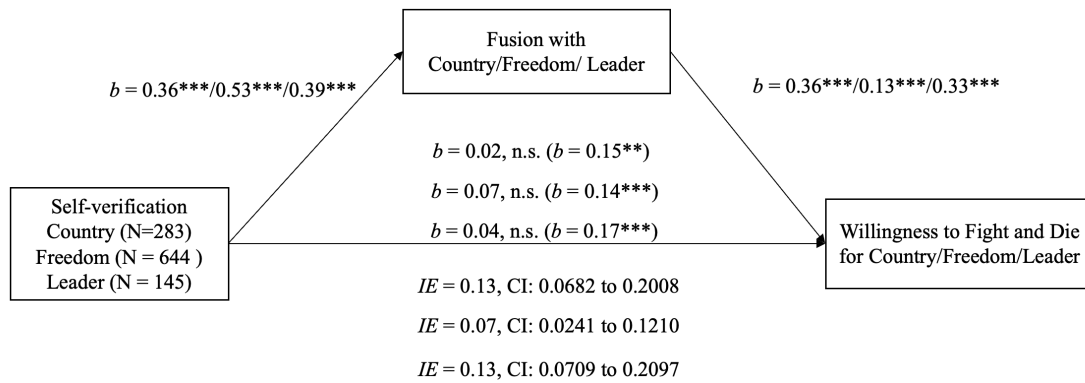 Fusion with
Country/Freedom/ Leader
b = 0.36***/0.53***/0.39***
b = 0.36***/0.13***/0.33***
b = 0.02, n.s. (b = 0.15**)
b = 0.07, n.s. (b = 0.14***)
b = 0.04, n.s. (b = 0.17***)
Self-verification
Country (N=283)
Freedom (N = 644 )
Leader (N = 145)
Willingness to Fight and Die
for Country/Freedom/Leader
IE = 0.13, CI: 0.0682 to 0.2008
IE = 0.07, CI: 0.0241 to 0.1210
IE = 0.13, CI: 0.0709 to 0.2097